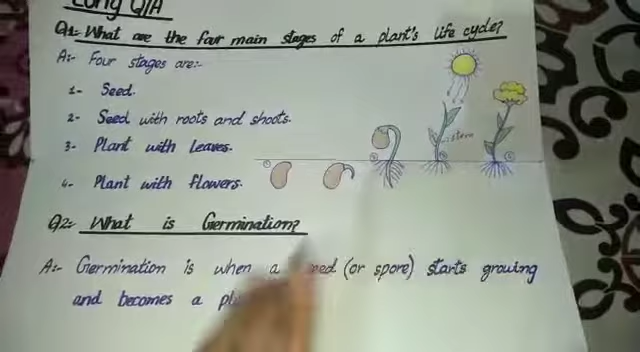 Long Q/A
Q1:- What are the four main stages of a plant's life cycle?
A:- Four stages are:-
1- Seed.
2- Seed with roots and shoots.
3- Plant with leaves.
4- Plant with flowers.
stem
Q2:- What is Germination?
A:- Germination is when a (or spore) starts growing
and becomes a